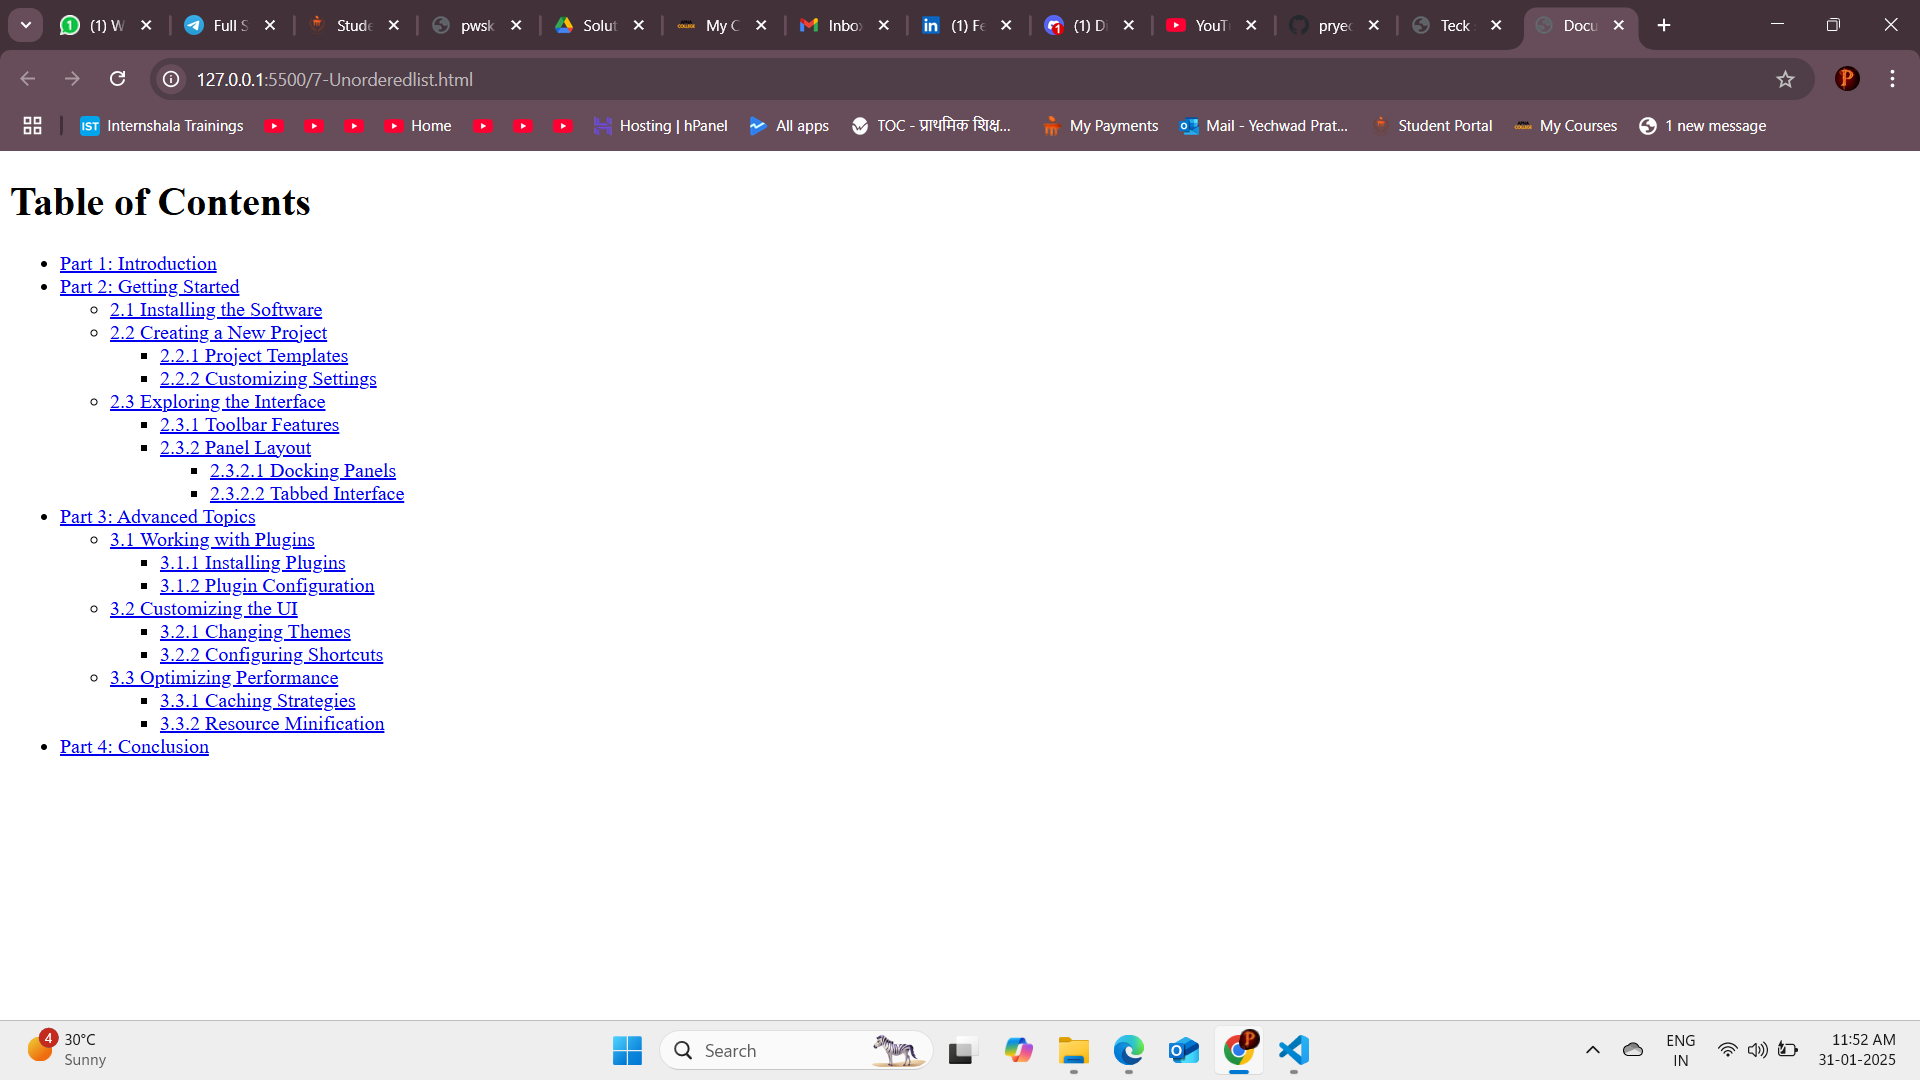 (1) W
Full S
Stude
pwsk
Solut
My C
Inbox
(1) Fe
(1) Di
YouTu
pryec
Teck
Docu
127.0.0.1:5500/7-Unorderedlist.html
IST Internshala Trainings
Home
Hosting | hPanel
All apps
TOC - प्राथमिक शिक्ष...
My Payments
Mail - Yechwad Prat...
Student Portal
My Courses
1 new message
Table of Contents
Part 1: Introduction
Part 2: Getting Started
2.1 Installing the Software
2.2 Creating a New Project
2.2.1 Project Templates
2.2.2 Customizing Settings
2.3 Exploring the Interface
2.3.1 Toolbar Features
2.3.2 Panel Layout
2.3.2.1 Docking Panels
2.3.2.2 Tabbed Interface
Part 3: Advanced Topics
3.1 Working with Plugins
3.1.1 Installing Plugins
3.1.2 Plugin Configuration
3.2 Customizing the UI
3.2.1 Changing Themes
3.2.2 Configuring Shortcuts
3.3 Optimizing Performance
3.3.1 Caching Strategies
3.3.2 Resource Minification
Part 4: Conclusion
4
30°C
Sunny
Search
ENG
IN
11:52 AM
31-01-2025